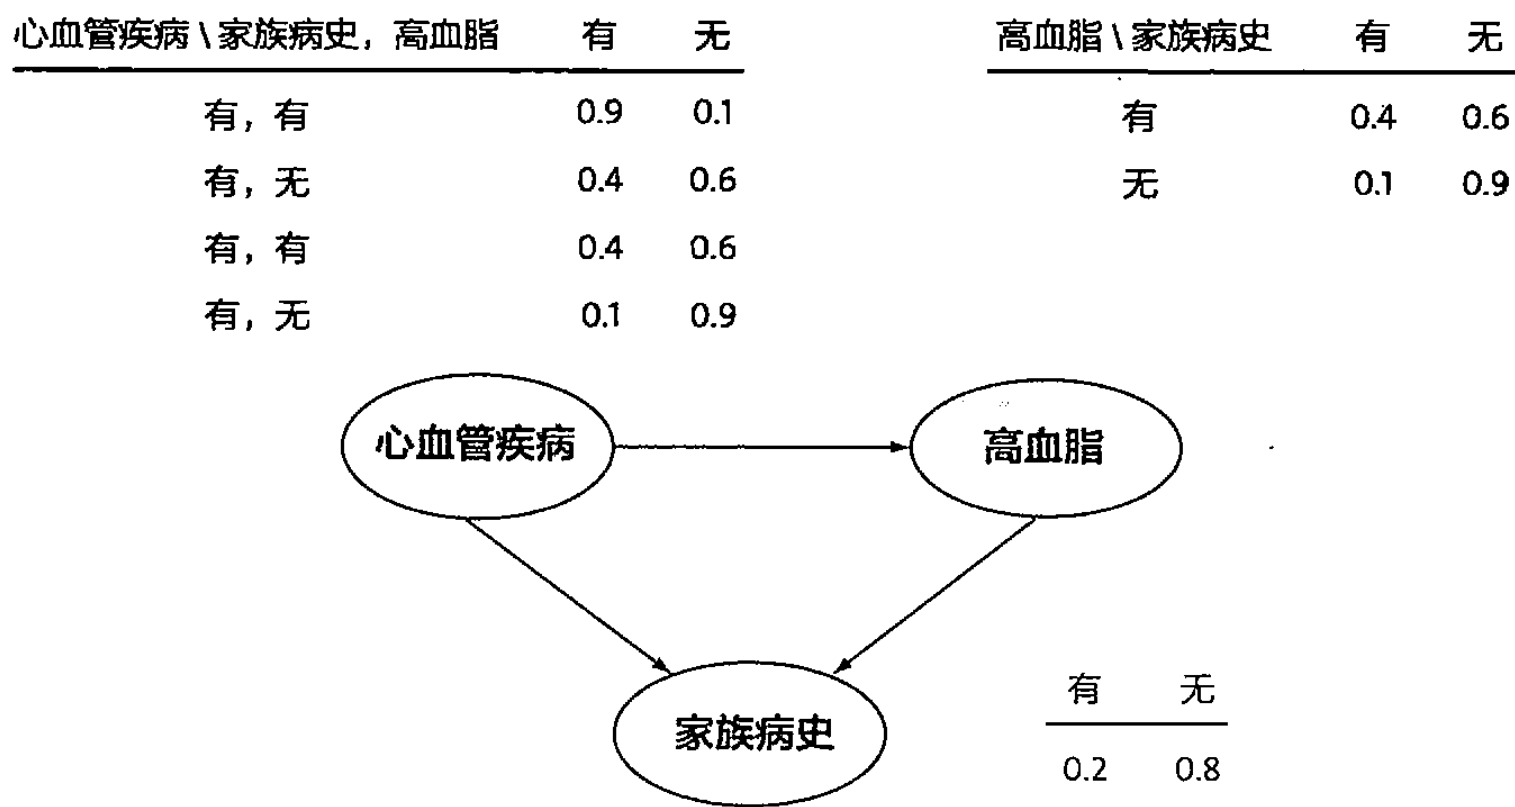 心血管疾病\家族病史，高血脂 有 无
有，有 0.9 0.1
有，无 0.4 0.6
有，有 0.4 0.6
有，无 0.1 0.9
高血脂\家族病史 有 无
有 0.4 0.6
无 0.1 0.9
心血管疾病
高血脂
家族病史
有 无
0.2 0.8